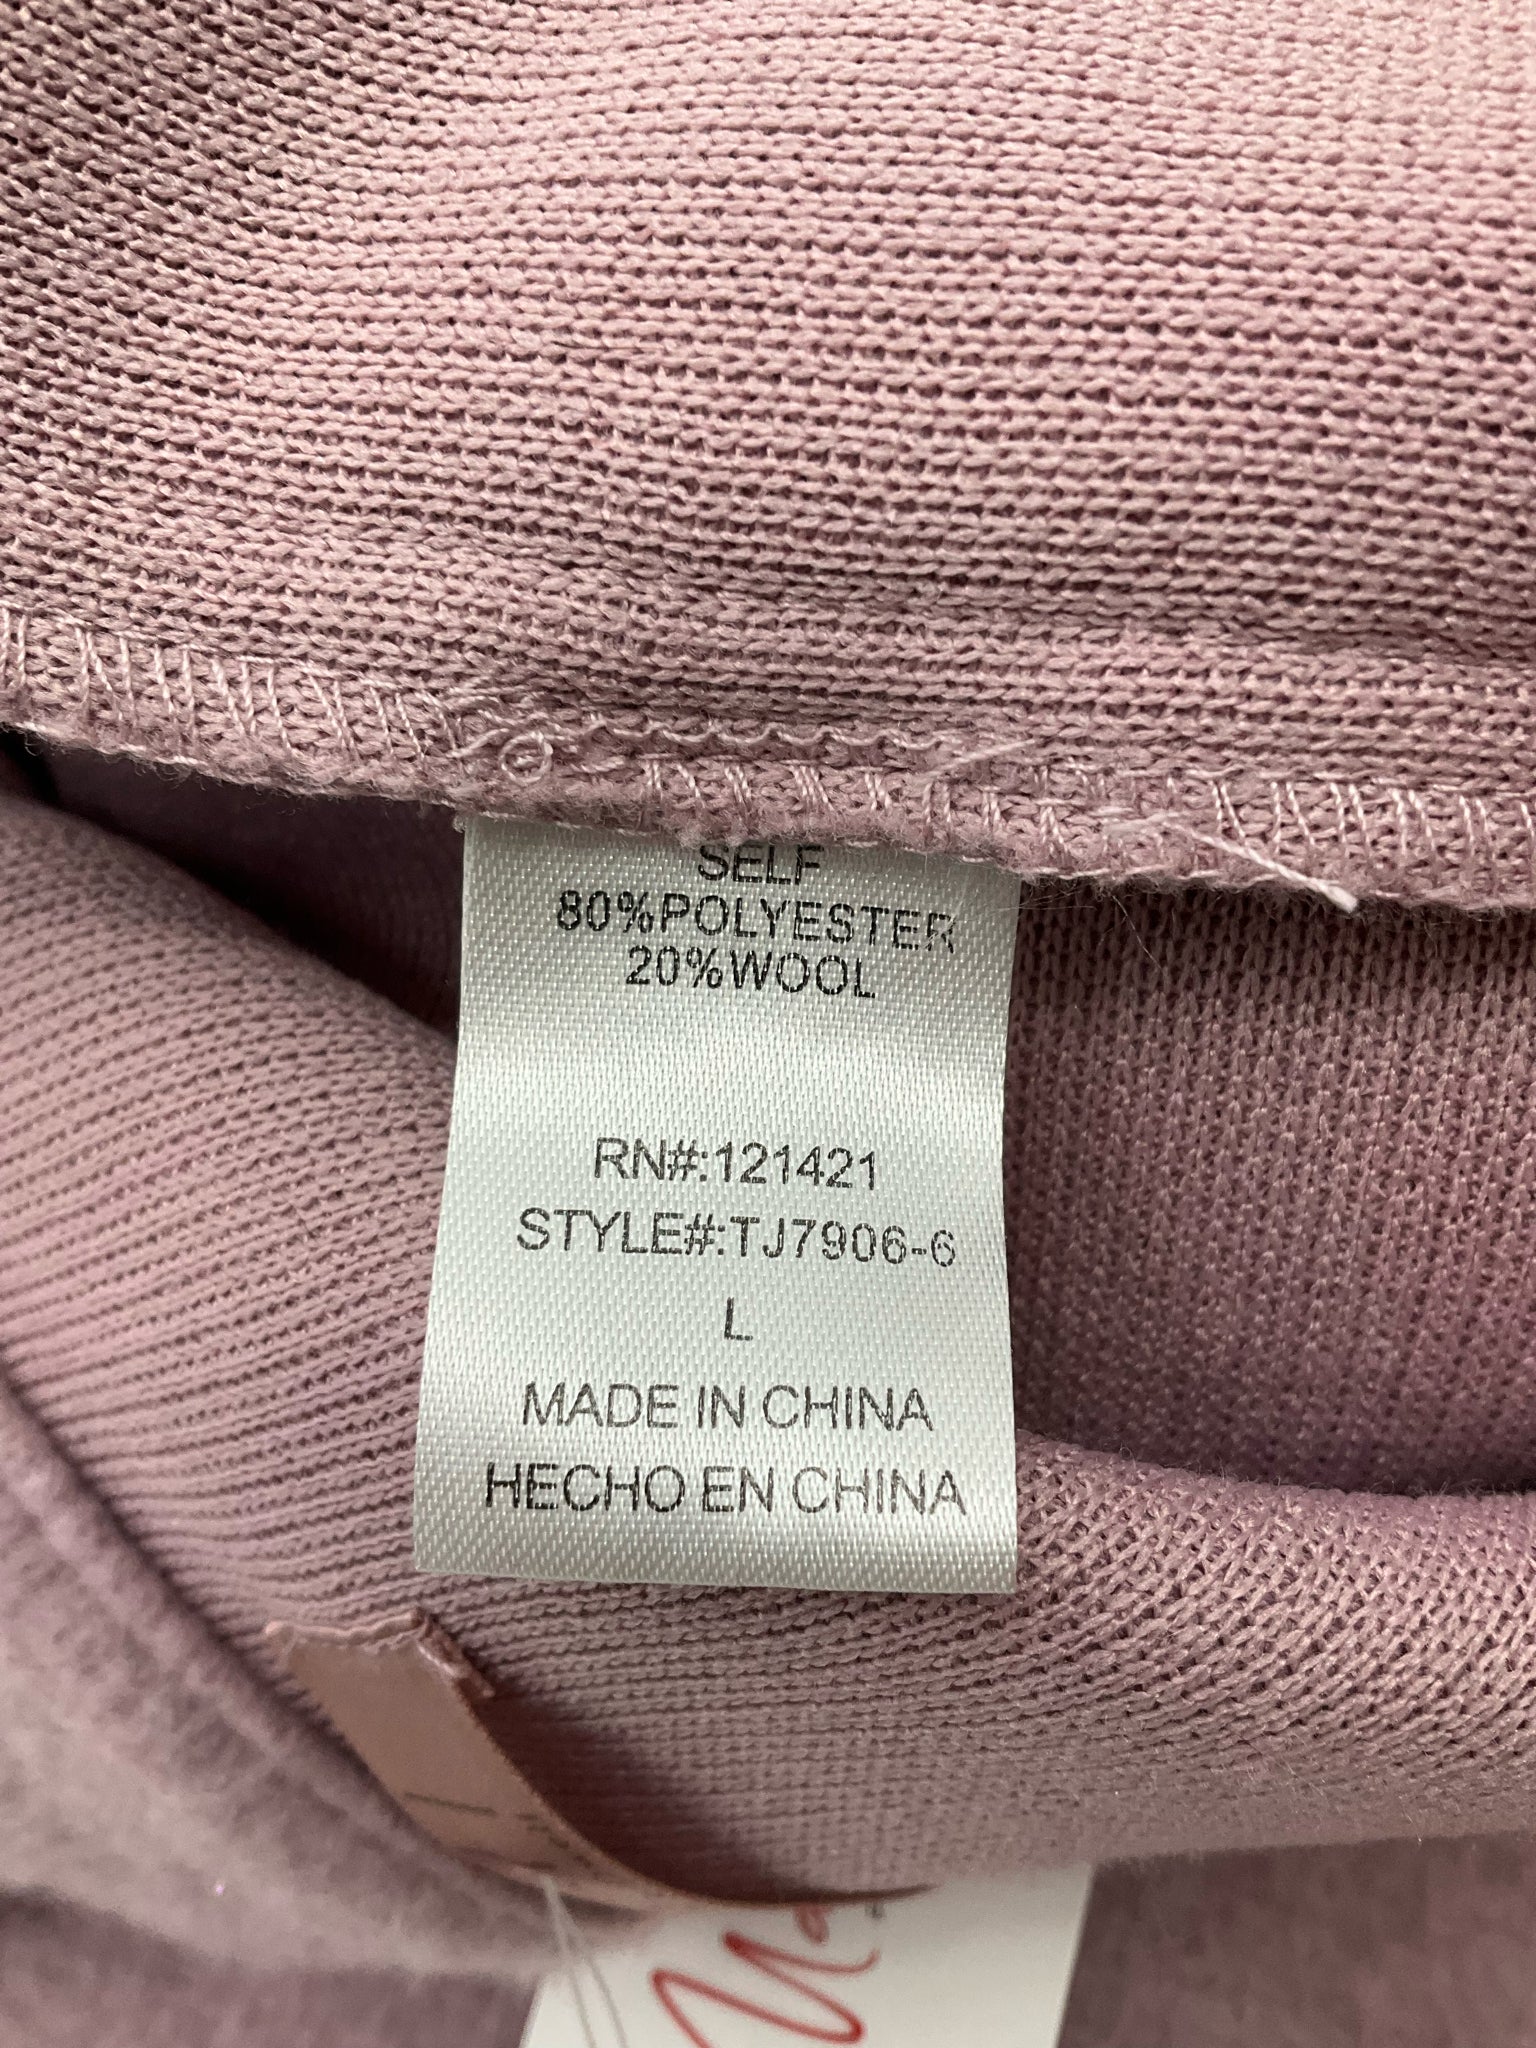 SELF
80%POLYESTER
20%WOOL
RN#:121421
STYLE#:TJ7906-6
L
MADE IN CHINA
HECHO EN CHINA